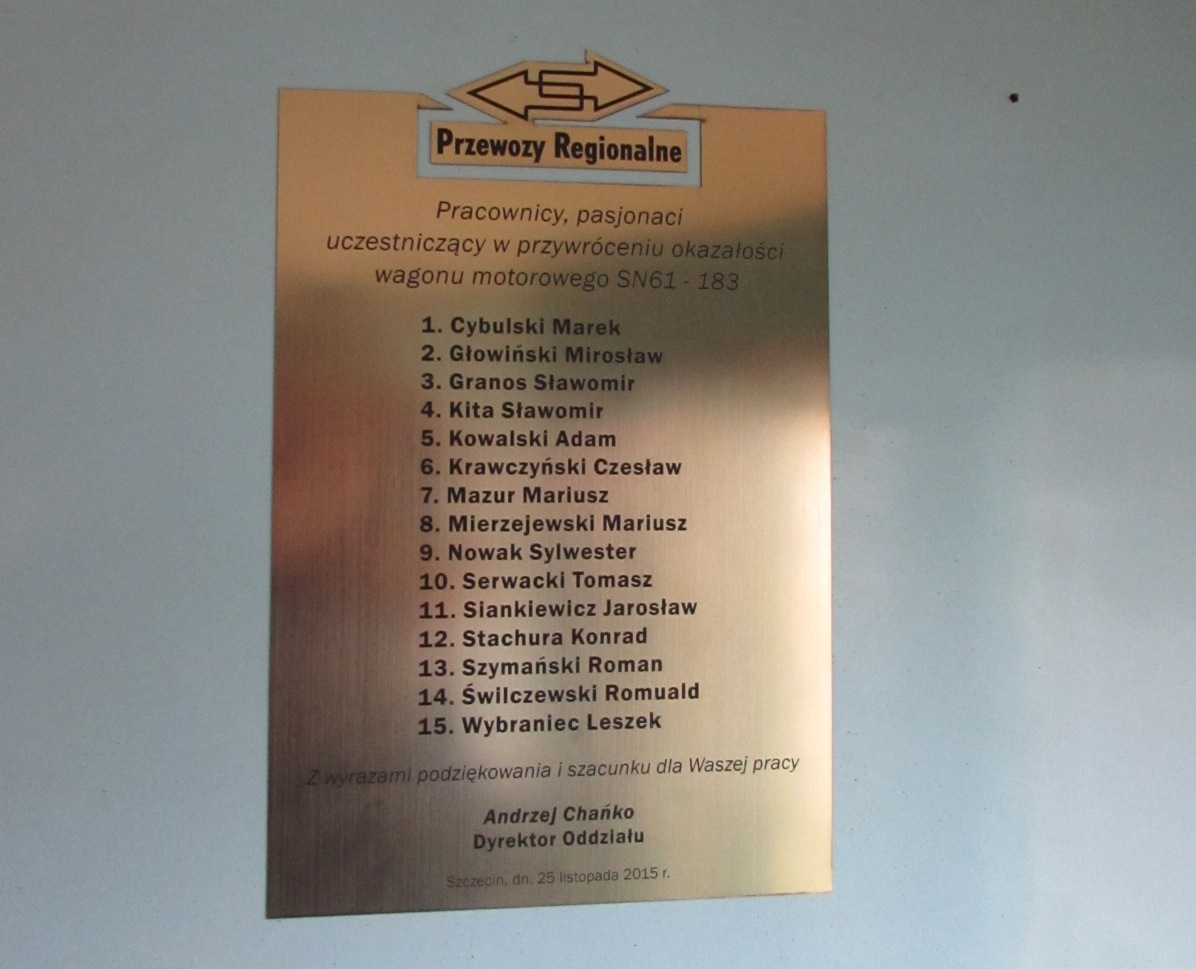 Przewozy Regionalne
Pracownicy, pasjonaci
uczestniczący w przywróceniu okazałości
wagonu motorowego SN61 - 183
1. Cybulski Marek
2. Głowiński Mirosław
3. Granos Sławomir
4. Kita Sławomir
5. Kowalski Adam
6. Krawczyński Czesław
7. Mazur Mariusz
8. Mierzejewski Mariusz
9. Nowak Sylwester
10. Serwacki Tomasz
11. Siankiewicz Jarosław
12. Stachura Konrad
13. Szymański Roman
14. Świlczewski Romuald
15. Wybraniec Leszek
Z wyrazami podziękowania i szacunku dla Waszej pracy
Andrzej Chańko
Dyrektor Oddziału
Szczecin, dn. 25 listopada 2015 r.